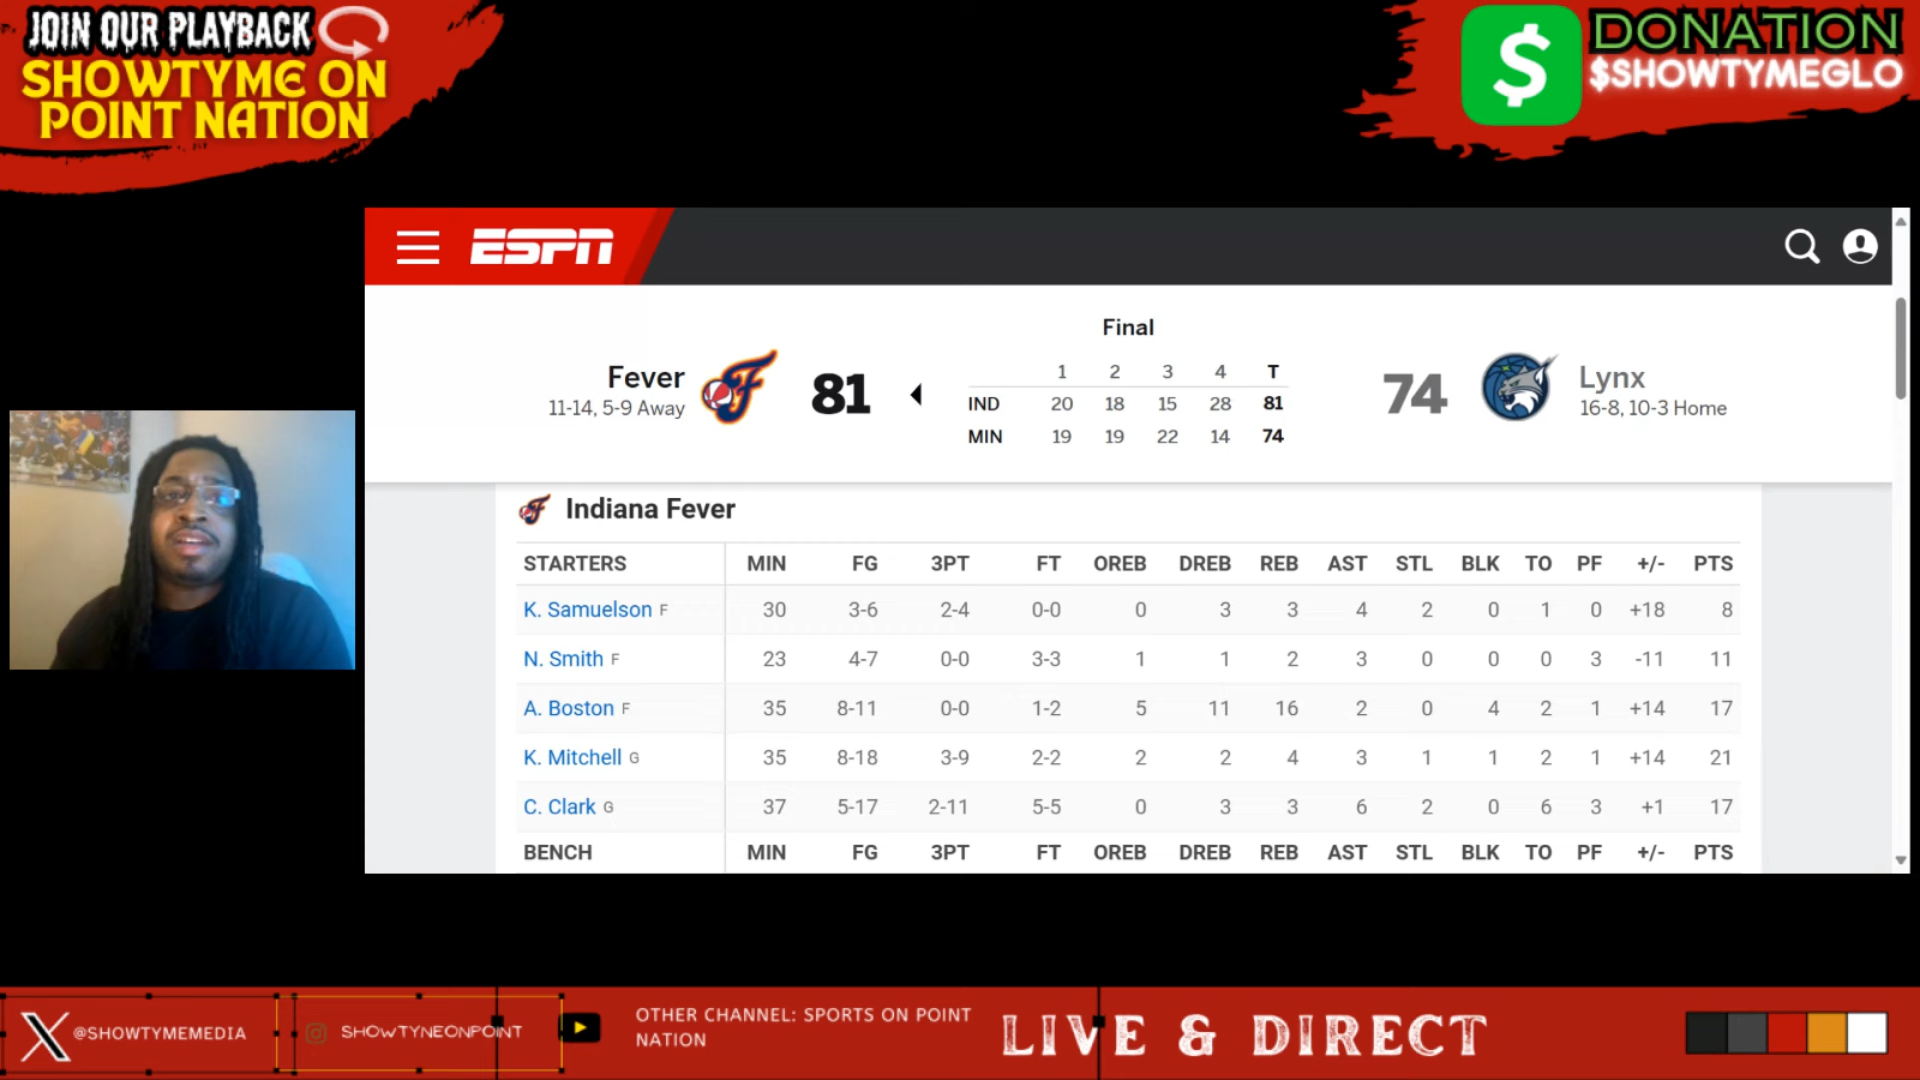 JOIN OUR PLAYBACK
SHOWTYME ON
POINT NATION
$
DONATION
$SHOWTYMEGLO
ESPN
Final
Fever
11-14, 5-9 Away
81
1 2 3 4 T
IND 20 18 15 28 81
MIN 19 19 22 14 74
74
Lynx
16-8, 10-3 Home
Indiana Fever
STARTERS MIN FG 3PT FT OREB DREB REB AST STL BLK TO PF +/- PTS
K. Samuelson F 30 3-6 2-4 0-0 0 3 3 4 2 0 1 0 +18 8
N. Smith F 23 4-7 0-0 3-3 1 1 2 3 0 0 0 3 -11 11
A. Boston F 35 8-11 0-0 1-2 5 11 16 2 0 4 2 1 +14 17
K. Mitchell G 35 8-18 3-9 2-2 2 2 4 3 1 1 2 1 +14 21
C. Clark G 37 5-17 2-11 5-5 0 3 3 6 2 0 6 3 +1 17
BENCH MIN FG 3PT FT OREB DREB REB AST STL BLK TO PF +/- PTS
X @SHOWTYMEMEDIA
SHOWTYNEONPOINT
OTHER CHANNEL: SPORTS ON POINT
NATION
LIVE & DIRECT